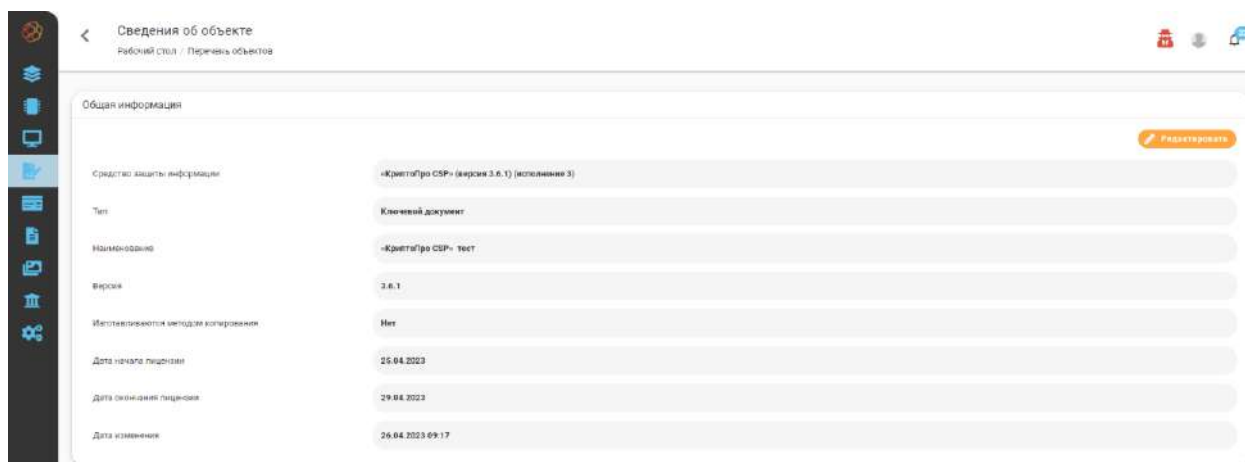 Сведения об объекте
Рабочий стол / Перечень объектов
Общая информация
Редактировать
Средство защиты информации «КриптоПро CSP» (версия 3.6.1) (исполнение 3)
Тип Ключевой документ
Наименование «КриптоПро CSP» тест
Версия 3.6.1
Изготавливаются методом копирования Нет
Дата начала лицензии 25.04.2023
Дата окончания лицензии 29.04.2023
Дата изменения 26.04.2023 09:17